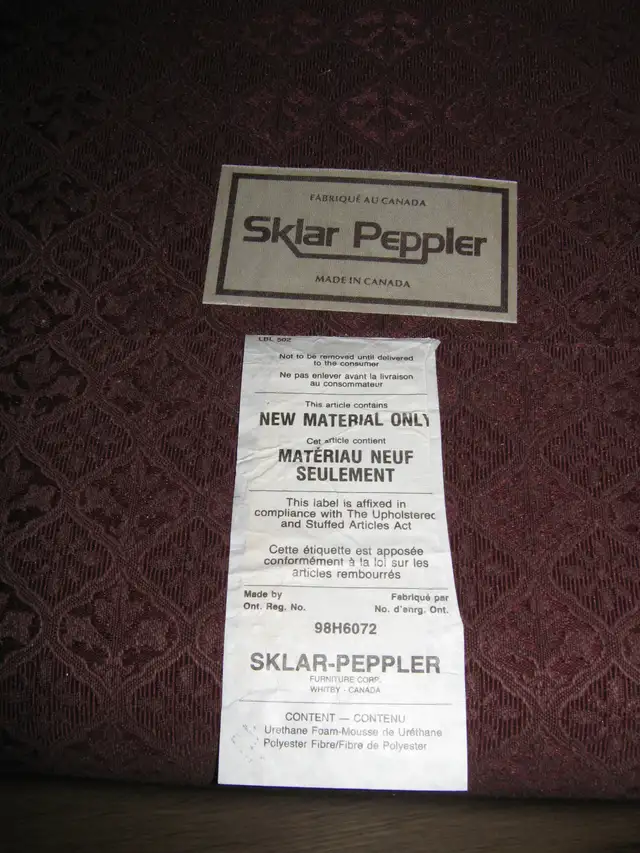 FABRIQUÉ AU CANADA
Sklar Peppler
MADE IN CANADA
LBL 502
Not to be removed until delivered
to the consumer
Ne pas enlever avant la livraison
au consommateur
This article contains
NEW MATERIAL ONLY
Cet article contient
MATÉRIAU NEUF
SEULEMENT
This label is affixed in
compliance with The Upholstered
and Stuffed Articles Act
Cette étiquette est apposée
conformément à la loi sur les
articles rembourrés
Made by Fabriqué par
Ont. Reg. No. No. d'enrg. Ont.
98H6072
SKLAR-PEPPLER
FURNITURE CORP.
WHITBY - CANADA
CONTENT — CONTENU
Urethane Foam-Mousse de Uréthane
Polyester Fibre/Fibre de Polyester